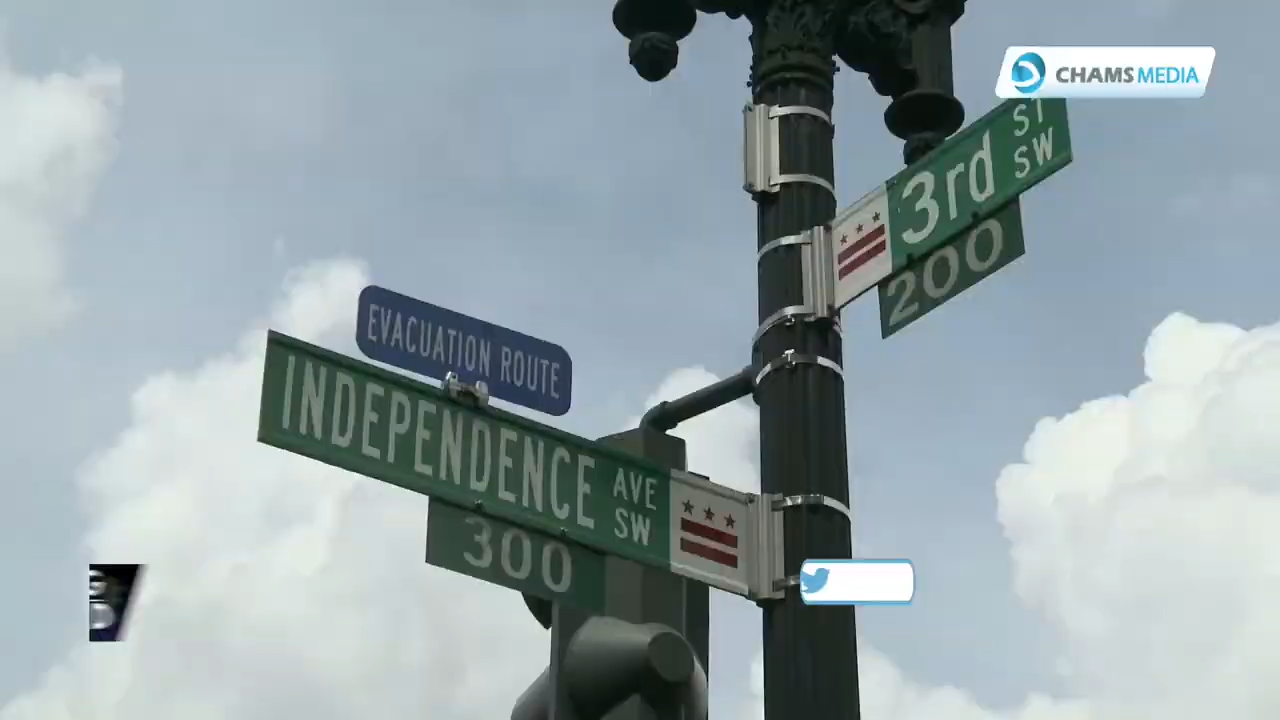 CHAMS MEDIA
3rd ST SW
200
EVACUATION ROUTE
INDEPENDENCE AVE SW
300